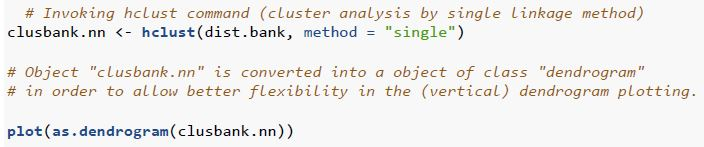 # Invoking hclust command (cluster analysis by single linkage method)
clusbank.nn <- hclust(dist.bank, method = "single")
# Object "clusbank.nn" is converted into a object of class "dendrogram"
# in order to allow better flexibility in the (vertical) dendrogram plotting.
plot(as.dendrogram(clusbank.nn))